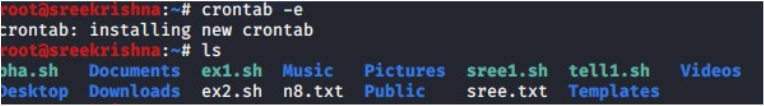 root@sreekrishna:~# crontab -e
crontab: installing new crontab
root@sreekrishna:~# ls
bha.sh Documents ex1.sh Music Pictures sree1.sh tell1.sh Videos
Desktop Downloads ex2.sh n8.txt Public sree.txt Templates